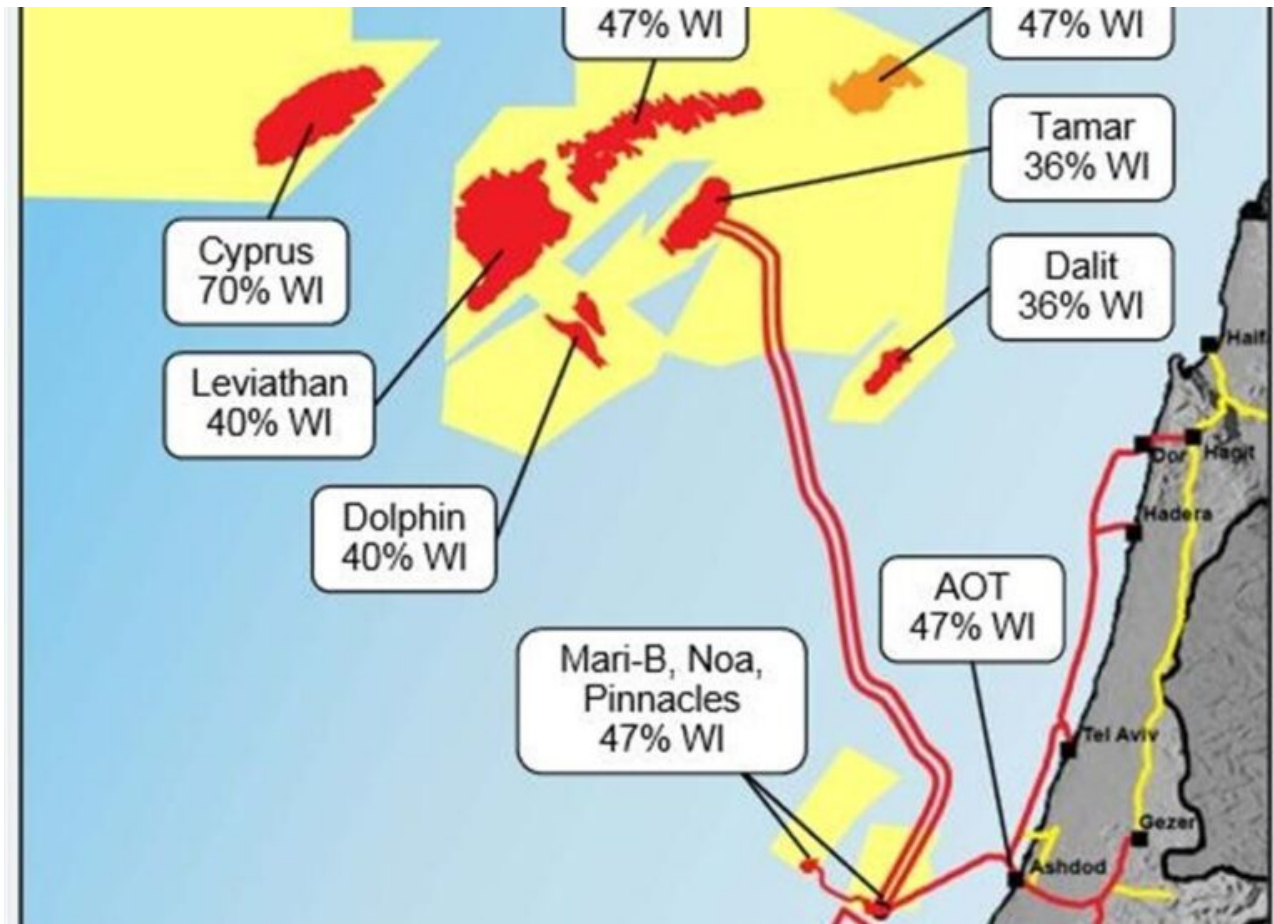 47% WI
47% WI
Tamar
36% WI
Cyprus
70% WI
Dalit
36% WI
Leviathan
40% WI
Dor
Hagit
Hadera
Dolphin
40% WI
AOT
47% WI
Mari-B, Noa,
Pinnacles
47% WI
Tel Aviv
Gezer
Ashdod